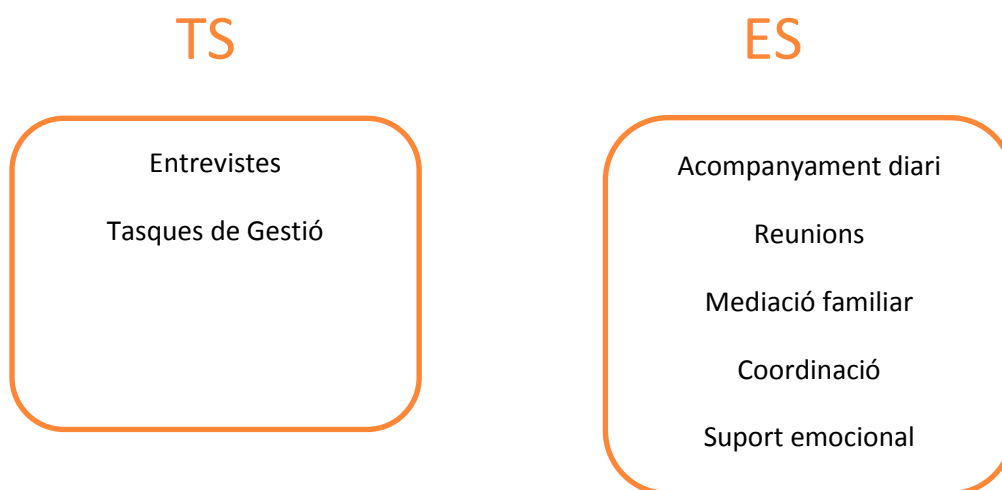 TS
Entrevistes
Tasques de Gestió
ES
Acompanyament diari
Reunions
Mediació familiar
Coordinació
Suport emocional